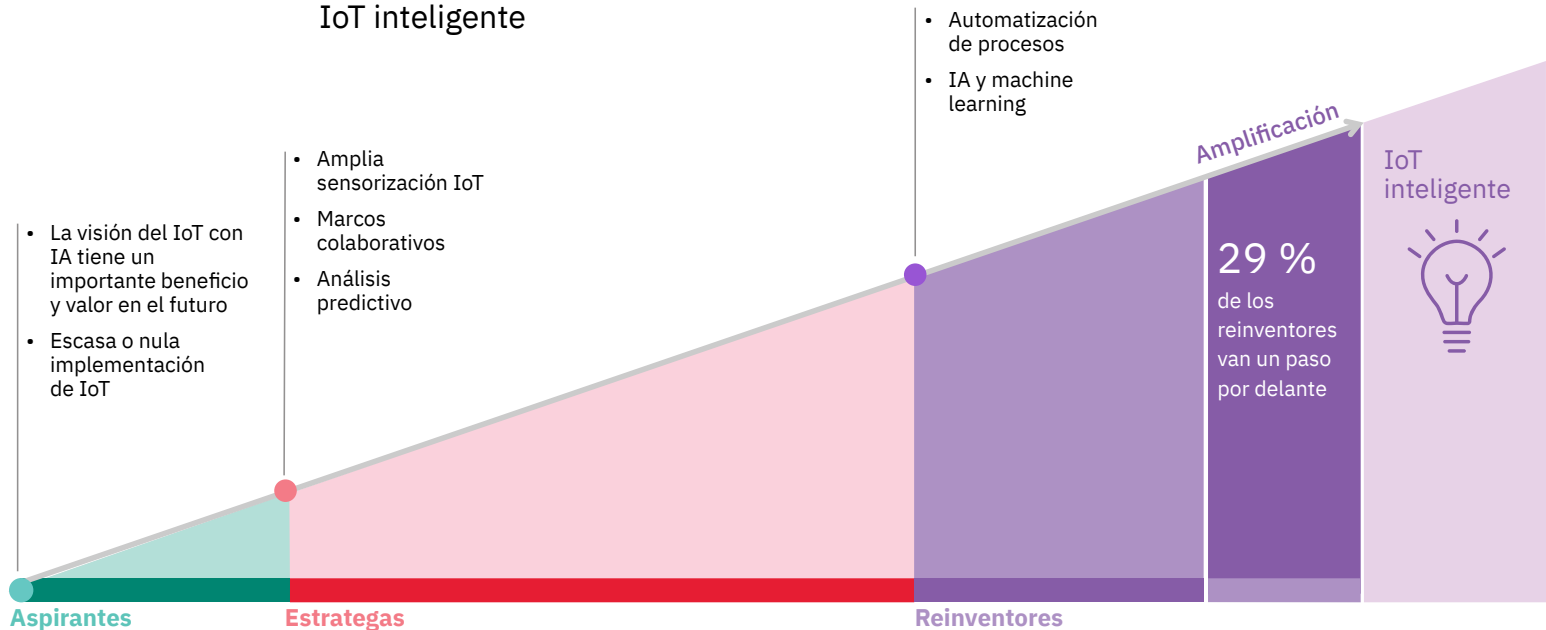 IoT inteligente
• La visión del IoT con
IA tiene un
importante beneficio
y valor en el futuro
• Escasa o nula
implementación
de IoT
• Amplia
sensorización IoT
• Marcos
colaborativos
• Análisis
predictivo
• Automatización
de procesos
• IA y machine
learning
Amplificación
29 %
de los
reinventores
van un paso
por delante
IoT
inteligente
Aspirantes
Estrategas
Reinventores